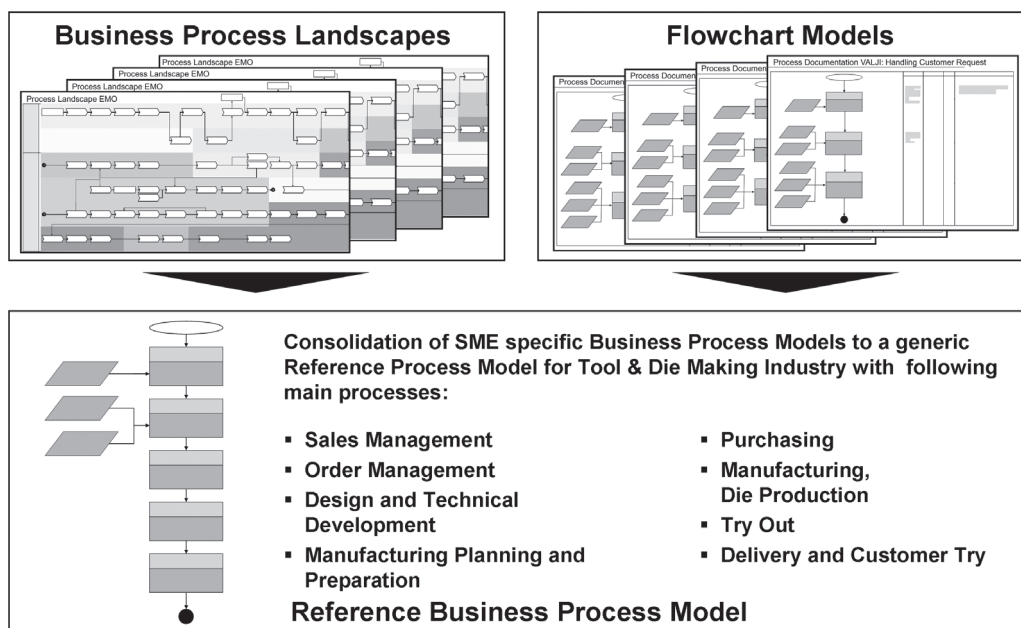 Business Process Landscapes
Process Landscape EMO
Process Landscape EMO
Process Landscape EMO
Process Landscape EMO
Flowchart Models
Process Documentation VALJI: Handling Customer Request
Process Documen
Process Docum
Process Docum
Consolidation of SME specific Business Process Models to a generic
Reference Process Model for Tool & Die Making Industry with following
main processes:
▪ Sales Management
▪ Order Management
▪ Design and Technical
Development
▪ Manufacturing Planning and
Preparation
▪ Purchasing
▪ Manufacturing,
Die Production
▪ Try Out
▪ Delivery and Customer Try
Reference Business Process Model